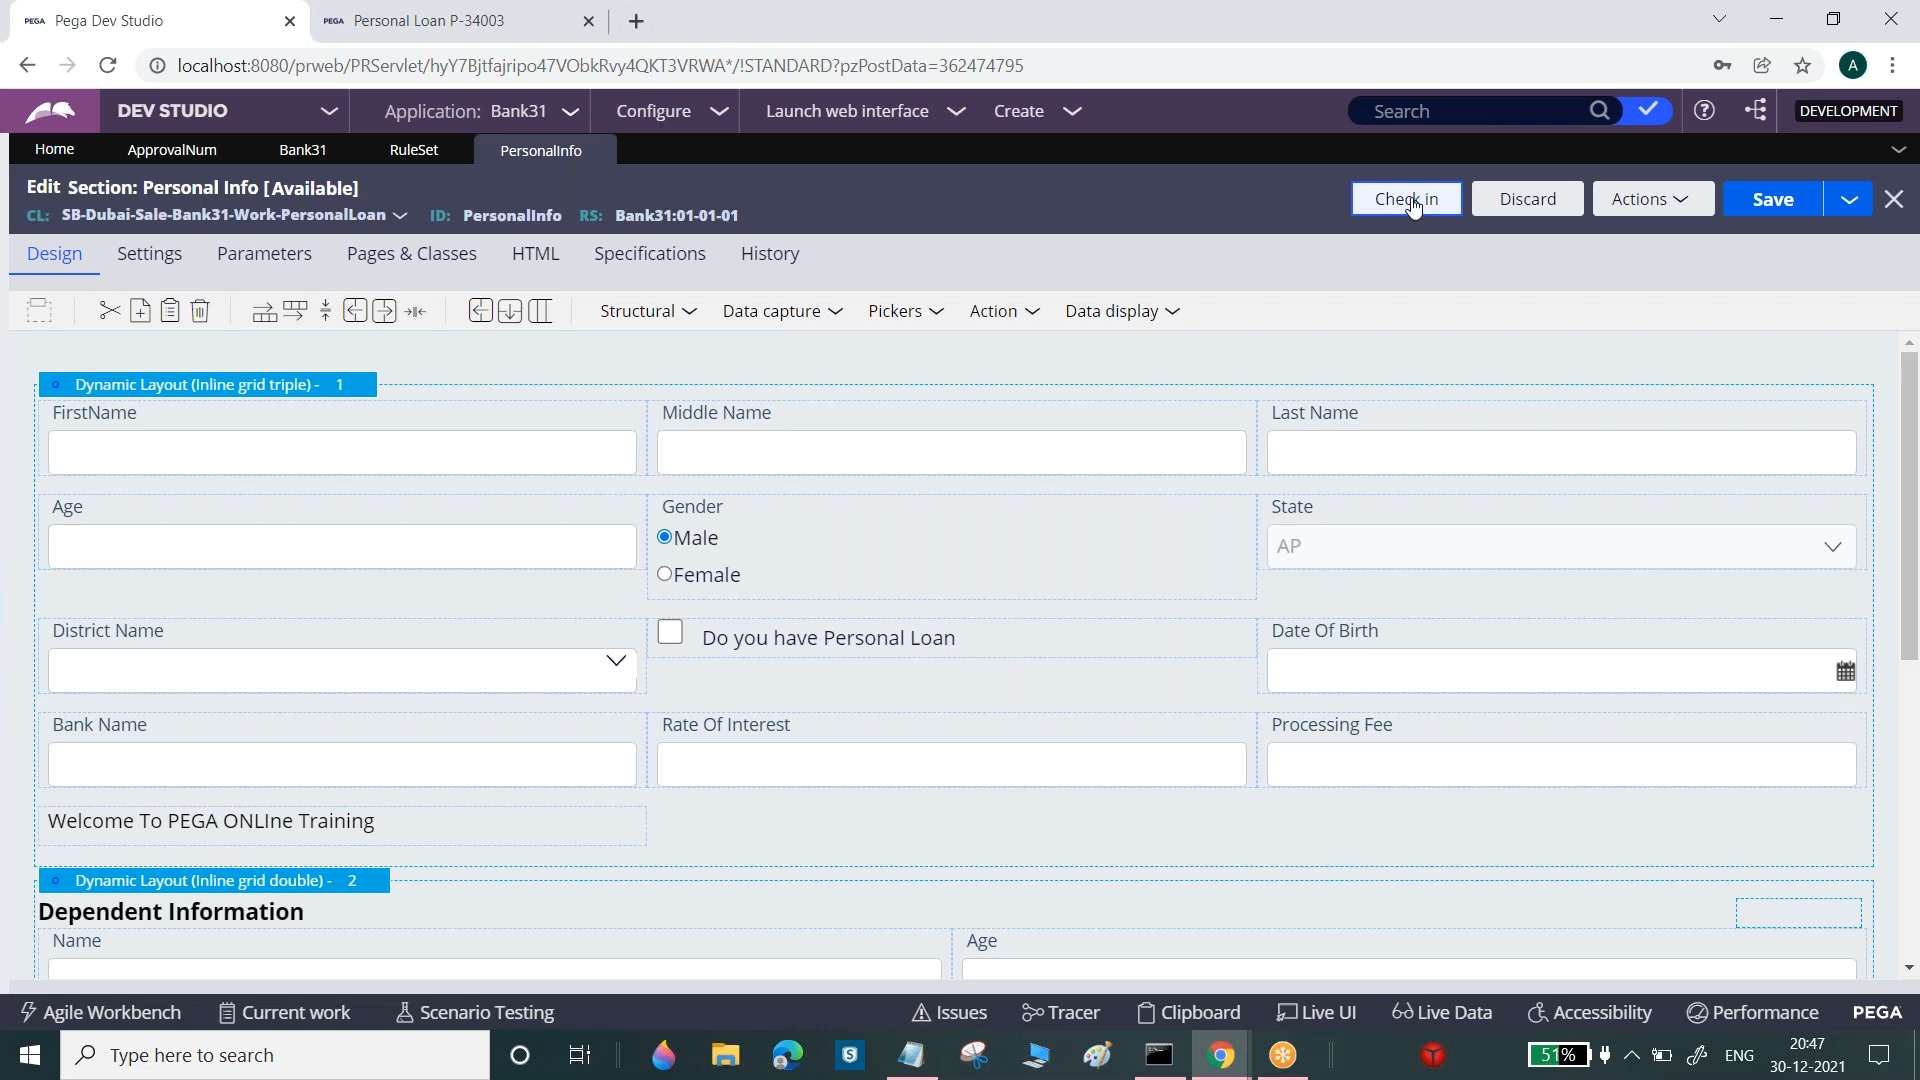 PEGA Pega Dev Studio
PEGA Personal Loan P-34003
localhost:8080/prweb/PRServlet/hyY7Bjtfajripo47VObkRvy4QKT3VRWA*/!STANDARD?pzPostData=362474795
A
DEV STUDIO
Application: Bank31
Configure
Launch web interface
Create
Search
DEVELOPMENT
Home
ApprovalNum
Bank31
RuleSet
PersonalInfo
Edit Section: Personal Info [Available]
CL: SB-Dubai-Sale-Bank31-Work-PersonalLoan ID: PersonalInfo RS: Bank31:01-01-01
Check in
Discard
Actions
Save
Design
Settings
Parameters
Pages & Classes
HTML
Specifications
History
Structural
Data capture
Pickers
Action
Data display
Dynamic Layout (Inline grid triple) - 1
FirstName
Middle Name
Last Name
Age
Gender
State
Male
AP
Female
District Name
Do you have Personal Loan
Date Of Birth
Bank Name
Rate Of Interest
Processing Fee
Welcome To PEGA ONLIne Training
Dynamic Layout (Inline grid double) - 2
Dependent Information
Name
Age
Agile Workbench
Current work
Scenario Testing
Issues
Tracer
Clipboard
Live UI
Live Data
Accessibility
Performance
PEGA
Type here to search
51%
ENG
20:47
30-12-2021